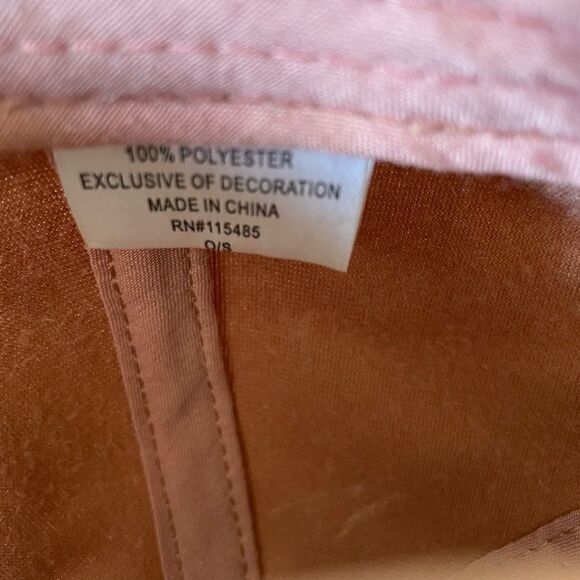 100% POLYESTER
EXCLUSIVE OF DECORATION
MADE IN CHINA
RN#115485
O/S